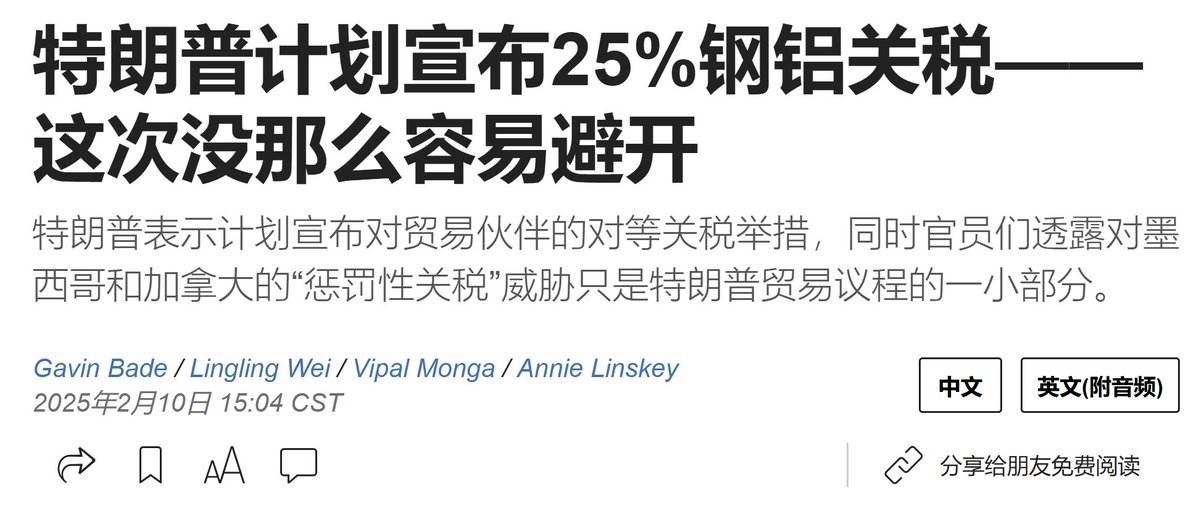 特朗普计划宣布25%钢铝关税——
这次没那么容易避开
特朗普表示计划宣布对贸易伙伴的对等关税举措，同时官员们透露对墨
西哥和加拿大的“惩罚性关税”威胁只是特朗普贸易议程的一小部分。
Gavin Bade / Lingling Wei / Vipal Monga / Annie Linskey
2025年2月10日 15:04 CST
中文
英文(附音频)
AA
分享给朋友免费阅读